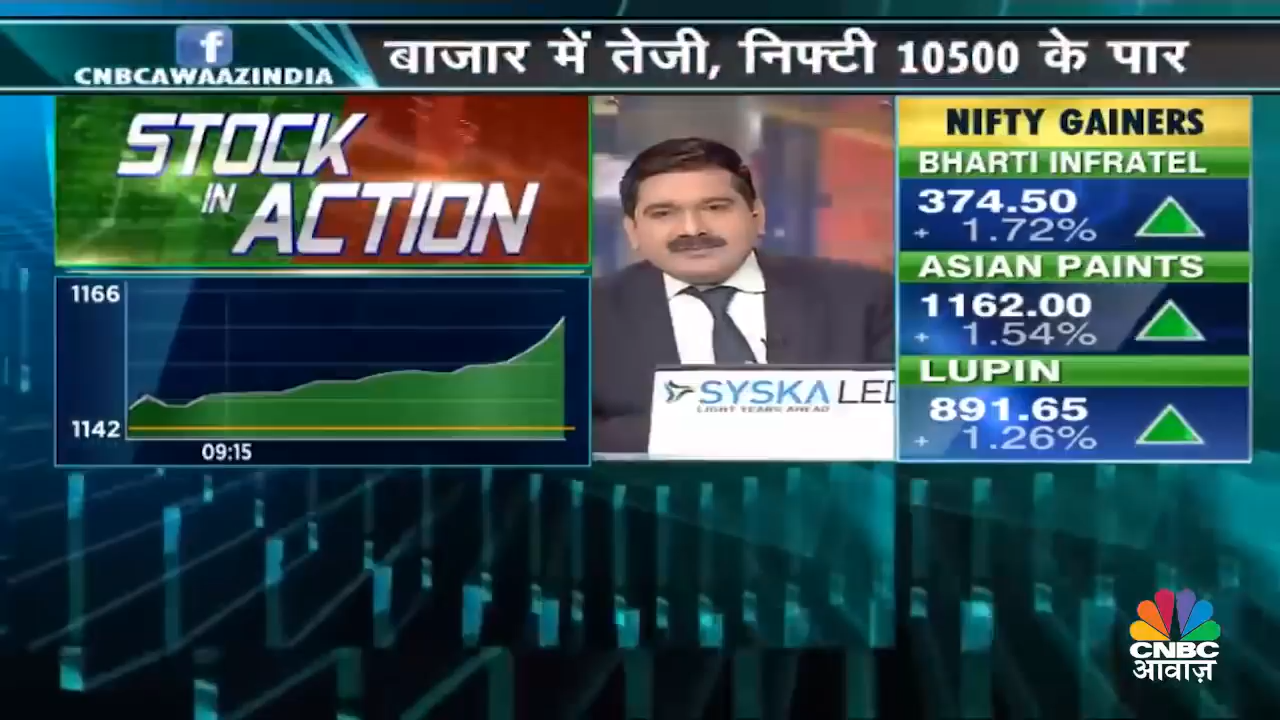 f
CNBCAWAAZINDIA
बाजार में तेजी, निफ्टी 10500 के पार
STOCK
IN ACTION
1166
1142
09:15
SYSKA LED
LIGHT YEARS AHEAD
NIFTY GAINERS
BHARTI INFRATEL
374.50
+ 1.72%
ASIAN PAINTS
1162.00
+ 1.54%
LUPIN
891.65
+ 1.26%
CNBC
आवाज़